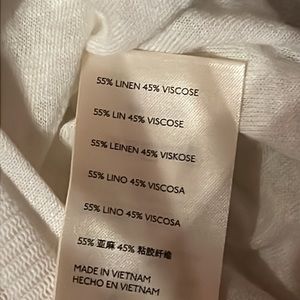 55% LINEN 45% VISCOSE
55% LIN 45% VISCOSE
55% LEINEN 45% VISKOSE
55% LINO 45% VISCOSA
55% LINO 45% VISCOSA
55% 亚麻 45% 粘胶纤维
MADE IN VIETNAM
HECHO EN VIETNAM